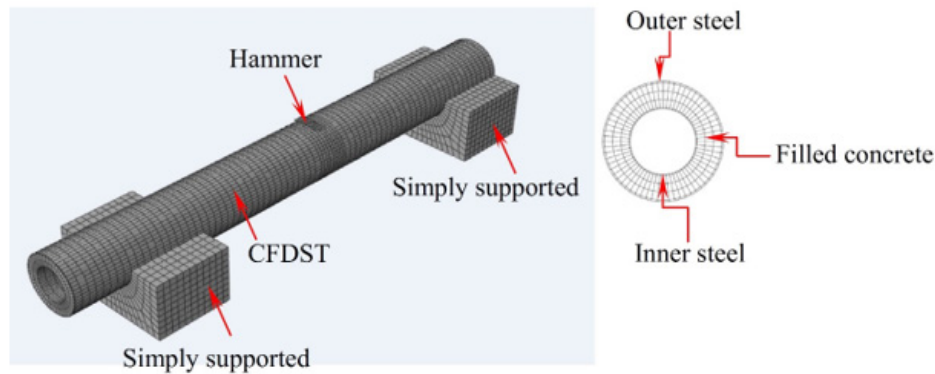 Outer steel
Hammer
Filled concrete
Simply supported
CFDST
Inner steel
Simply supported